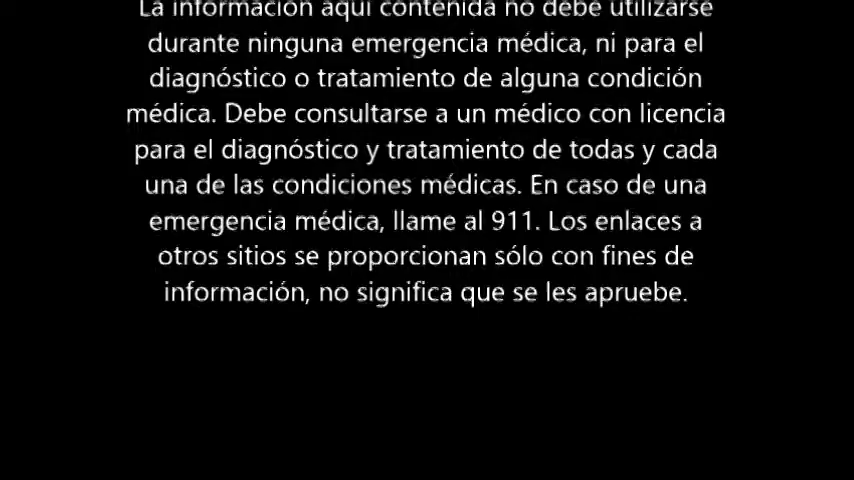 La información aquí contenida no debe utilizarse
durante ninguna emergencia médica, ni para el
diagnóstico o tratamiento de alguna condición
médica. Debe consultarse a un médico con licencia
para el diagnóstico y tratamiento de todas y cada
una de las condiciones médicas. En caso de una
emergencia médica, llame al 911. Los enlaces a
otros sitios se proporcionan sólo con fines de
información, no significa que se les apruebe.